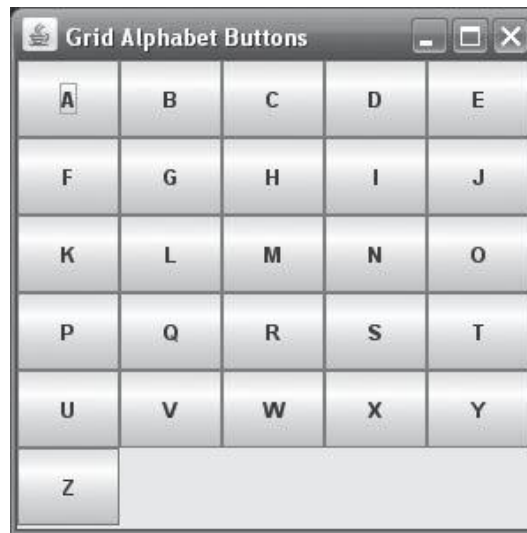 Grid Alphabet Buttons
A B C D E
F G H I J
K L M N O
P Q R S T
U V W X Y
Z